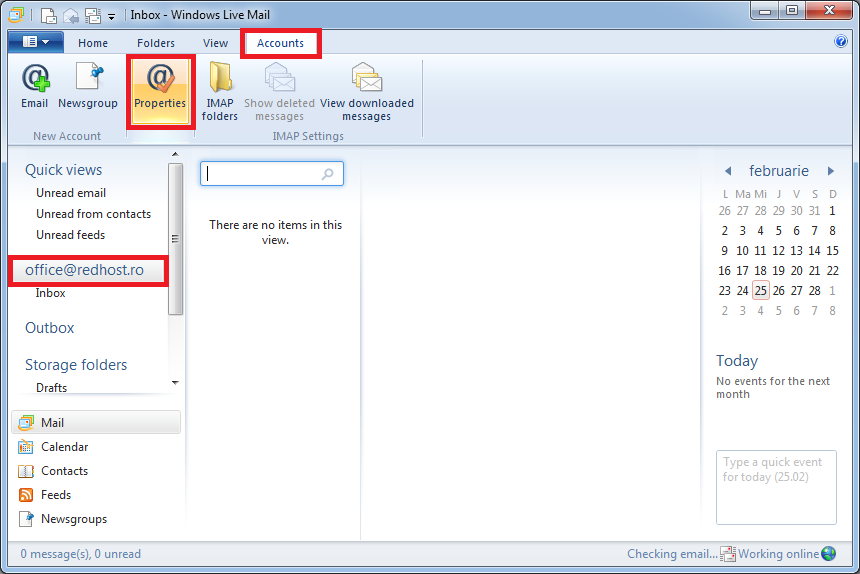 Inbox - Windows Live Mail
Home Folders View Accounts
Email Newsgroup Properties IMAP folders Show deleted messages View downloaded messages
New Account IMAP Settings
Quick views
Unread email
Unread from contacts
Unread feeds
office@redhost.ro
Inbox
Outbox
Storage folders
Drafts
Mail
Calendar
Contacts
Feeds
Newsgroups
There are no items in this
view.
februarie
L Ma Mi J V S D
26 27 28 29 30 31 1
2 3 4 5 6 7 8
9 10 11 12 13 14 15
16 17 18 19 20 21 22
23 24 25 26 27 28 1
2 3 4 5 6 7 8
Today
No events for the next
month
Type a quick event
for today (25.02)
0 message(s), 0 unread
Checking email... Working online